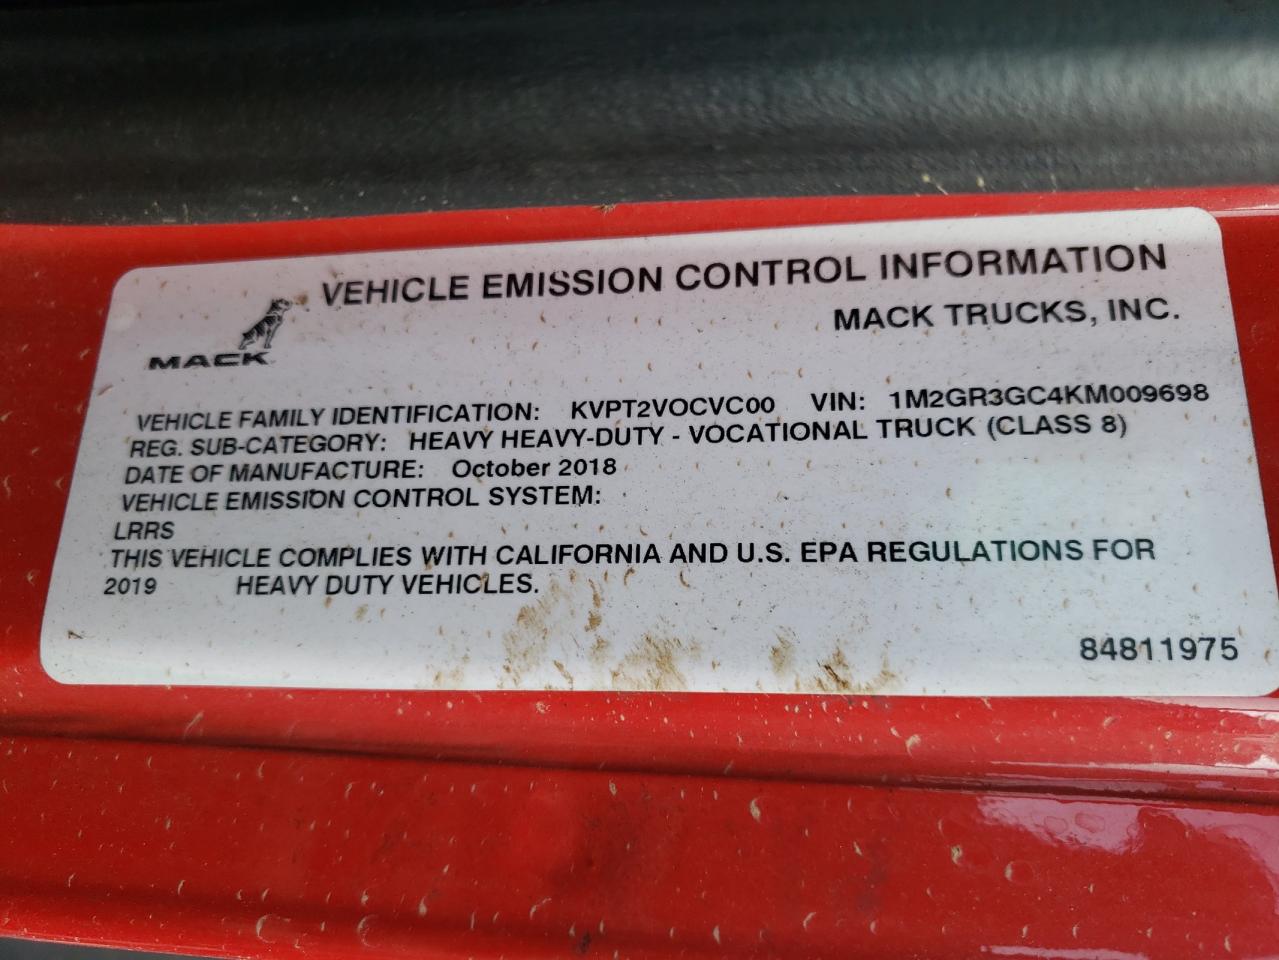 VEHICLE EMISSION CONTROL INFORMATION
MACK TRUCKS, INC.
MACK
VEHICLE FAMILY IDENTIFICATION: KVPT2VOCVC00 VIN: 1M2GR3GC4KM009698
REG. SUB-CATEGORY: HEAVY HEAVY-DUTY - VOCATIONAL TRUCK (CLASS 8)
DATE OF MANUFACTURE: October 2018
VEHICLE EMISSION CONTROL SYSTEM:
LRRS
THIS VEHICLE COMPLIES WITH CALIFORNIA AND U.S. EPA REGULATIONS FOR
2019 HEAVY DUTY VEHICLES.
84811975